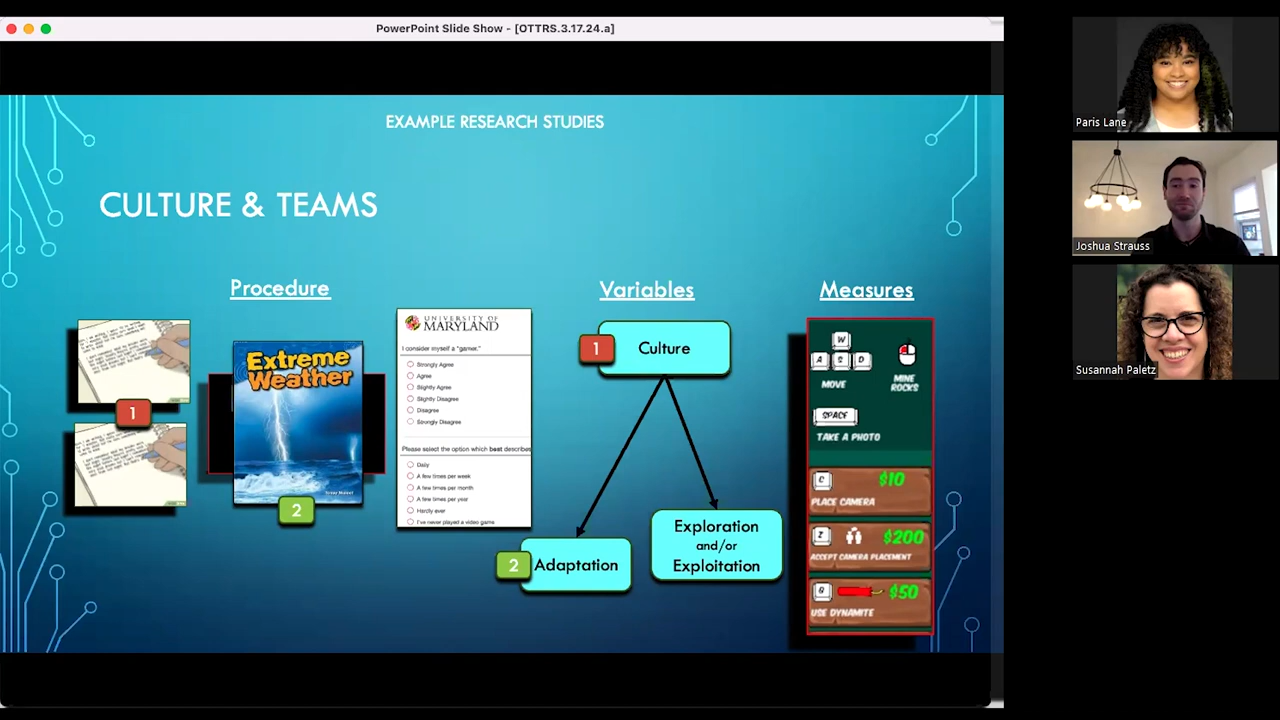 PowerPoint Slide Show - [OTTRS.3.17.24.a]
EXAMPLE RESEARCH STUDIES
CULTURE & TEAMS
Procedure
1
Extreme
Weather
2
UNIVERSITY OF
MARYLAND
I consider myself a "gamer."
Strongly Agree
Agree
Slightly Agree
Slightly Disagree
Disagree
Strongly Disagree
Please select the option which best describes
Daily
A few times per week
A few times per month
A few times per year
Hardly ever
I've never played a video game
Variables
1
Culture
2
Adaptation
Exploration
and/or
Exploitation
Measures
W
A S D
MOVE
MINE
ROCKS
SPACE
TAKE A PHOTO
C
$10
PLACE CAMERA
Z
$200
ACCEPT CAMERA PLACEMENT
$50
USE DYNAMITE
Paris Lane
Joshua Strauss
Susannah Paletz